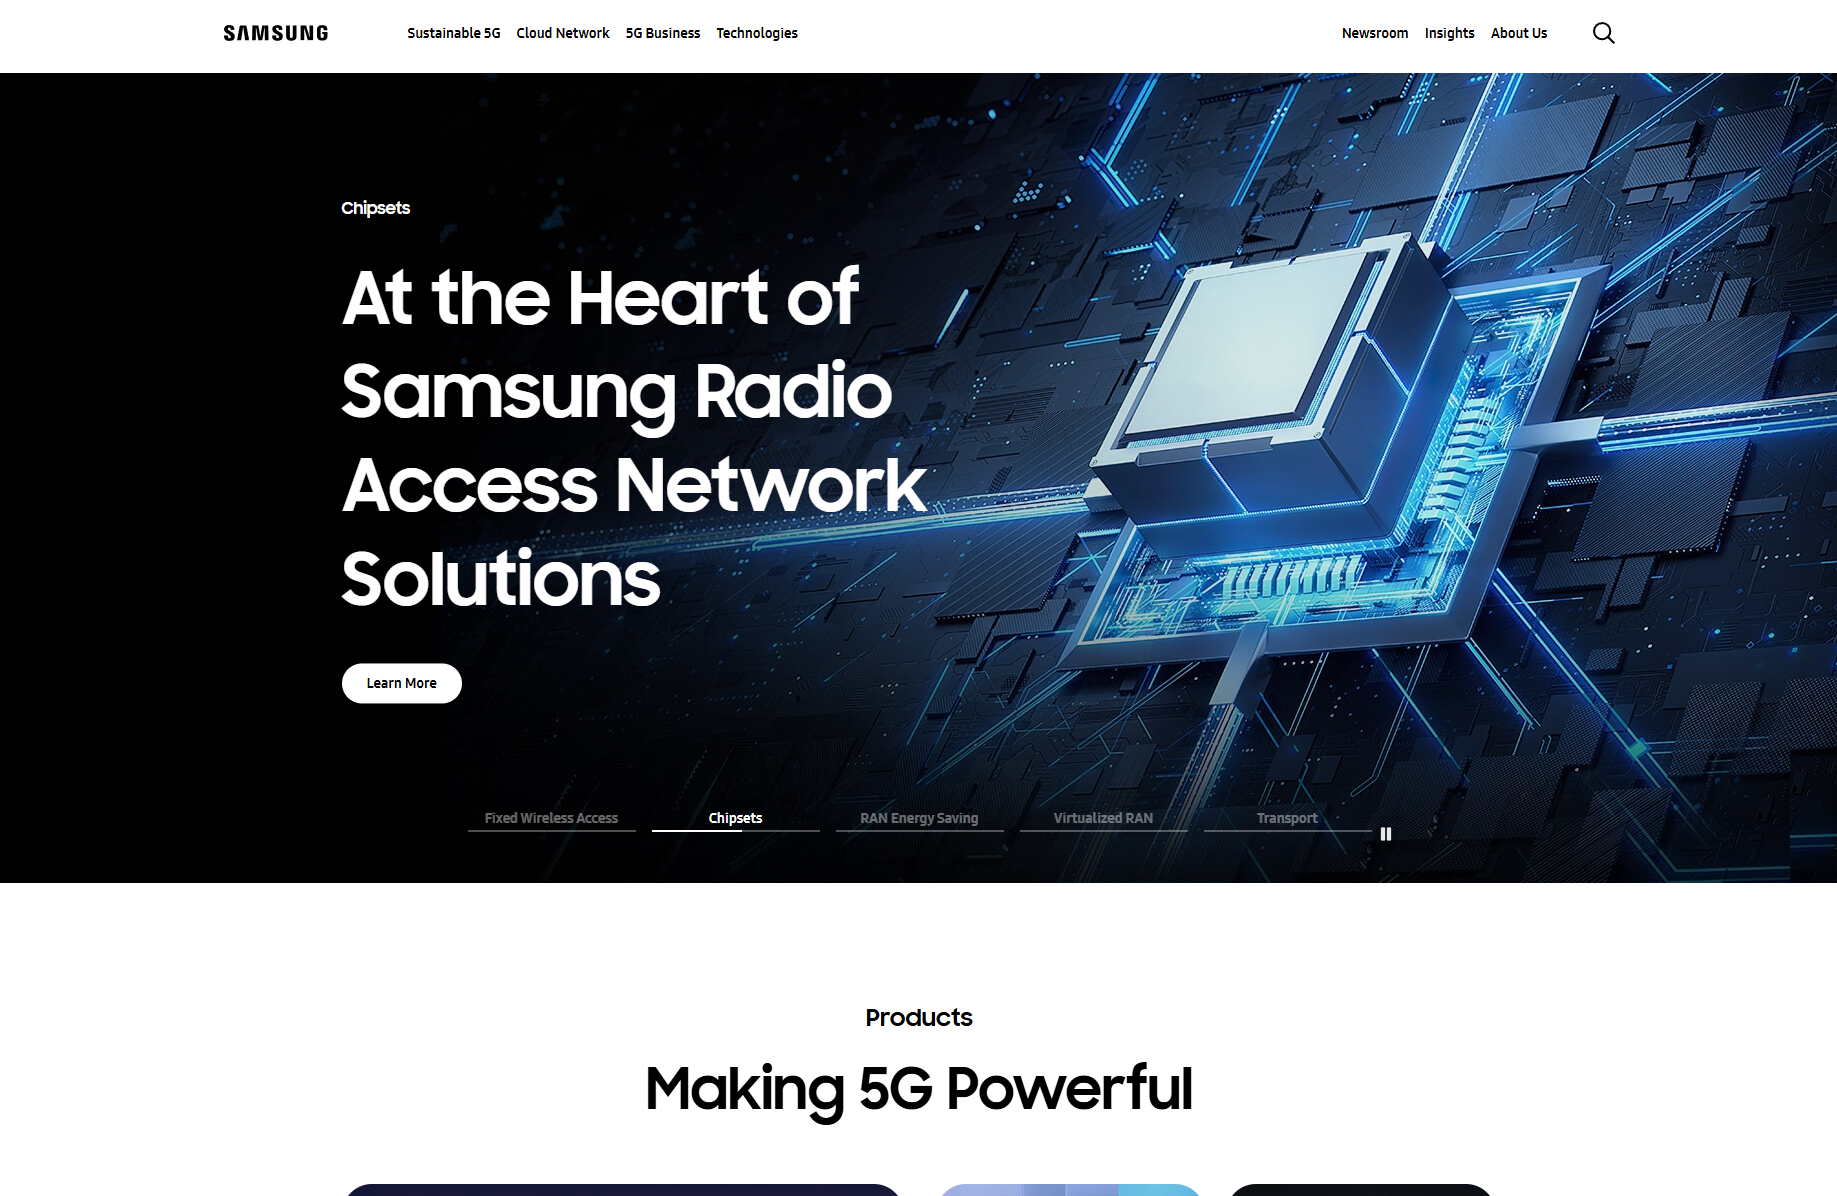 SAMSUNG
Sustainable 5G Cloud Network 5G Business Technologies
Newsroom Insights About Us
Chipsets
At the Heart of
Samsung Radio
Access Network
Solutions
Learn More
Fixed Wireless Access Chipsets RAN Energy Saving Virtualized RAN Transport
Products
Making 5G Powerful